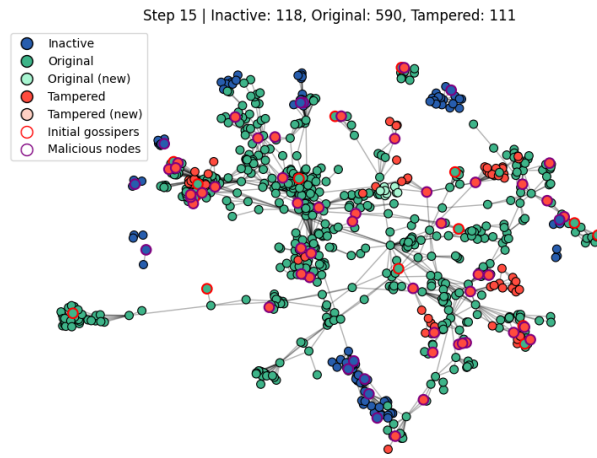 Step 15 | Inactive: 118, Original: 590, Tampered: 111
Inactive
Original
Original (new)
Tampered
Tampered (new)
Initial gossipers
Malicious nodes